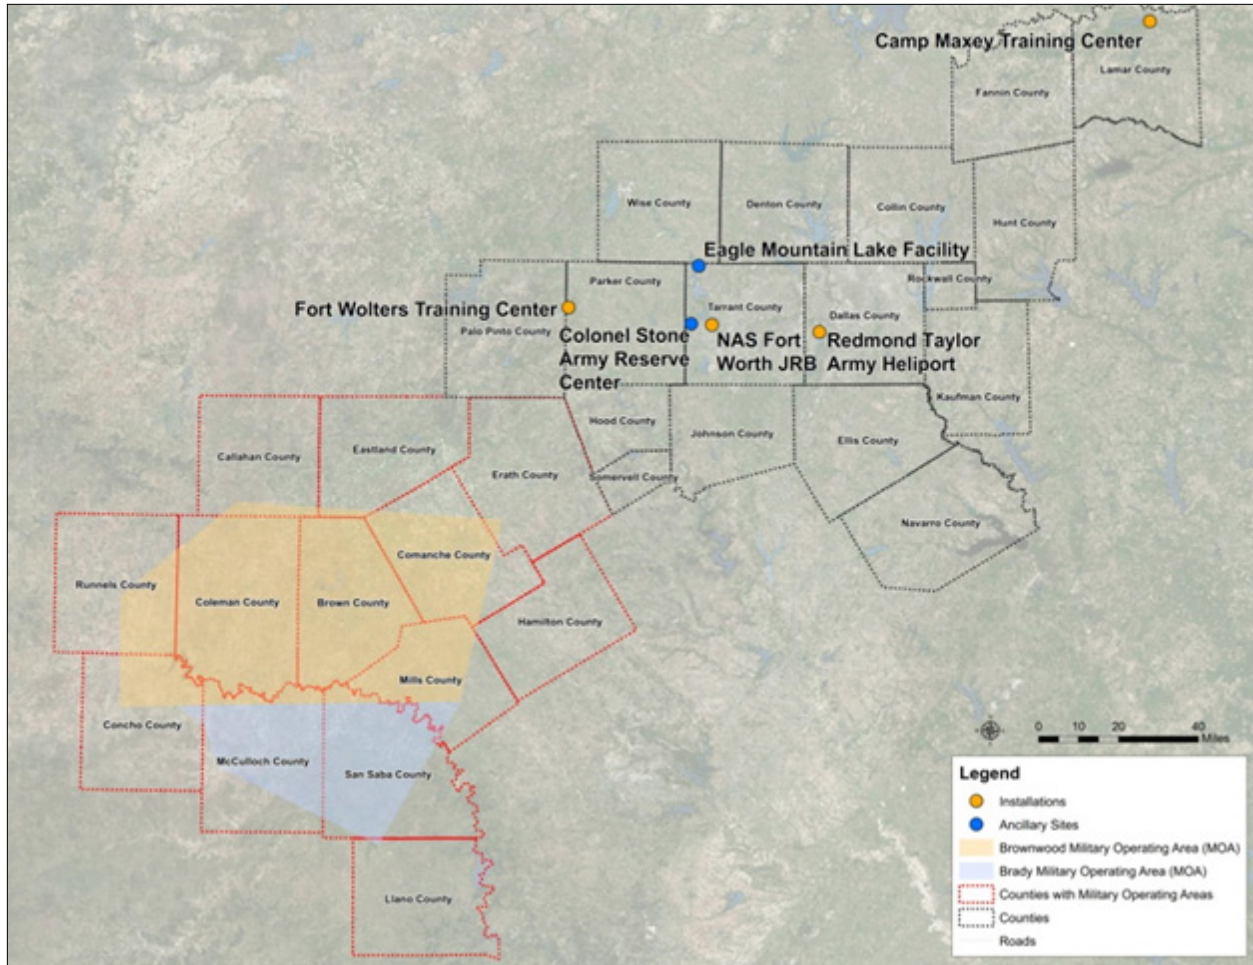 Camp Maxey Training Center
Lamar County
Fannin County
Wise County
Denton County
Collin County
Hunt County
Eagle Mountain Lake Facility
Rockwall County
Parker County
Tarrant County
Dallas County
Fort Wolters Training Center
Palo Pinto County
Colonel Stone
Army Reserve
Center
NAS Fort
Worth JRB
Redmond Taylor
Army Heliport
Kaufman County
Hood County
Johnson County
Ellis County
Callahan County
Eastland County
Erath County
Somervell County
Navarro County
Comanche County
Runnels County
Coleman County
Brown County
Hamilton County
Mills County
Concho County
McCulloch County
San Saba County
Llano County
0 10 20 40
Miles
Legend
Installations
Ancillary Sites
Brownwood Military Operating Area (MOA)
Brady Military Operating Area (MOA)
Counties with Military Operating Areas
Counties
Roads